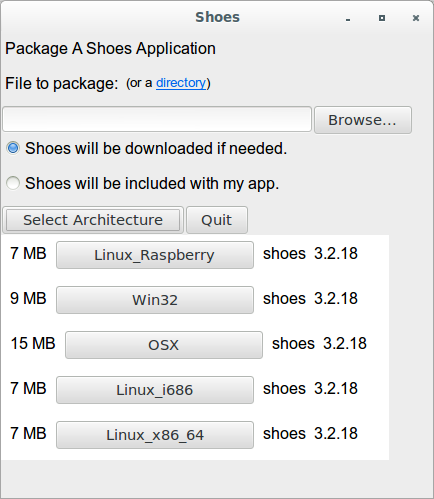 Shoes
Package A Shoes Application
File to package: (or a directory)
Browse...
Shoes will be downloaded if needed.
Shoes will be included with my app.
Select Architecture Quit
7 MB Linux_Raspberry shoes 3.2.18
9 MB Win32 shoes 3.2.18
15 MB OSX shoes 3.2.18
7 MB Linux_i686 shoes 3.2.18
7 MB Linux_x86_64 shoes 3.2.18